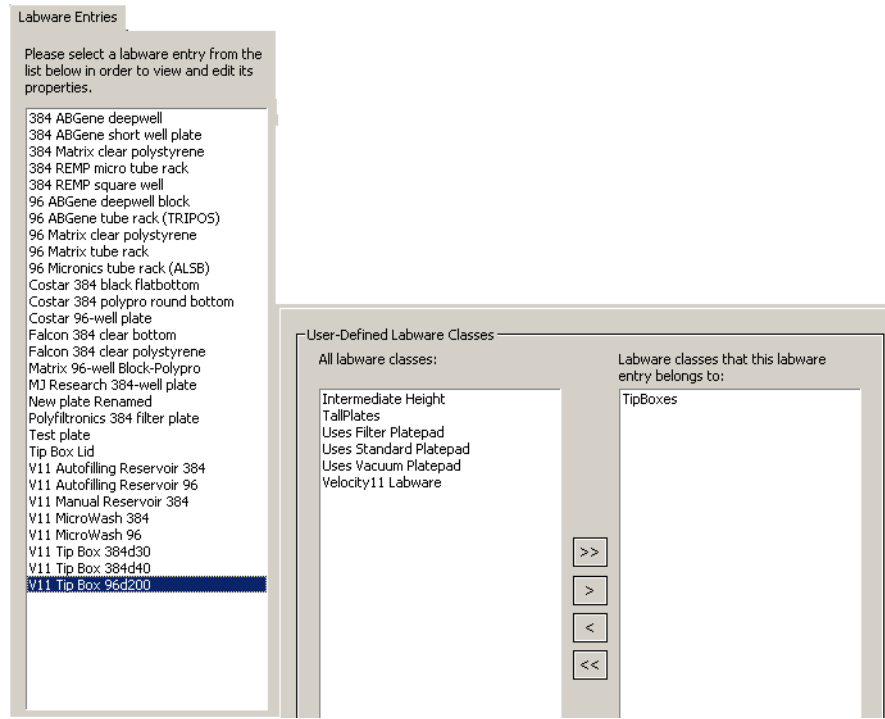 Labware Entries
Please select a labware entry from the
list below in order to view and edit its
properties.
384 ABGene deepwell
384 ABGene short well plate
384 Matrix clear polystyrene
384 REMP micro tube rack
384 REMP square well
96 ABGene deepwell block
96 ABGene tube rack (TRIPOS)
96 Matrix clear polystyrene
96 Matrix tube rack
96 Micronics tube rack (ALSB)
Costar 384 black flatbottom
Costar 384 polypro round bottom
Costar 96-well plate
Falcon 384 clear bottom
Falcon 384 clear polystyrene
Matrix 96-well Block-Polypro
MJ Research 384-well plate
New plate Renamed
Polyfiltronics 384 filter plate
Test plate
Tip Box Lid
V11 Autofilling Reservoir 384
V11 Autofilling Reservoir 96
V11 Manual Reservoir 384
V11 MicroWash 384
V11 MicroWash 96
V11 Tip Box 384d30
V11 Tip Box 384d40
V11 Tip Box 96d200
User-Defined Labware Classes
All labware classes:
Intermediate Height
TallPlates
Uses Filter Platepad
Uses Standard Platepad
Uses Vacuum Platepad
Velocity11 Labware
>>
>
<
<<
Labware classes that this labware
entry belongs to:
TipBoxes